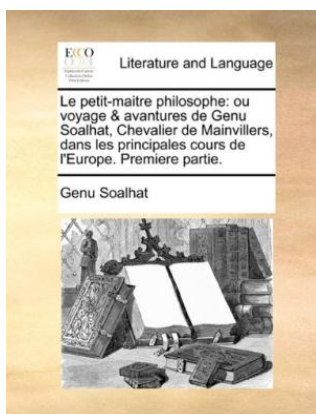 ECCO
Literature and Language
Le petit-maitre philosophe: ou
voyage & avantures de Genu
Soalhat, Chevalier de Mainvillers,
dans les principales cours de
l'Europe. Premiere partie.
Genu Soalhat